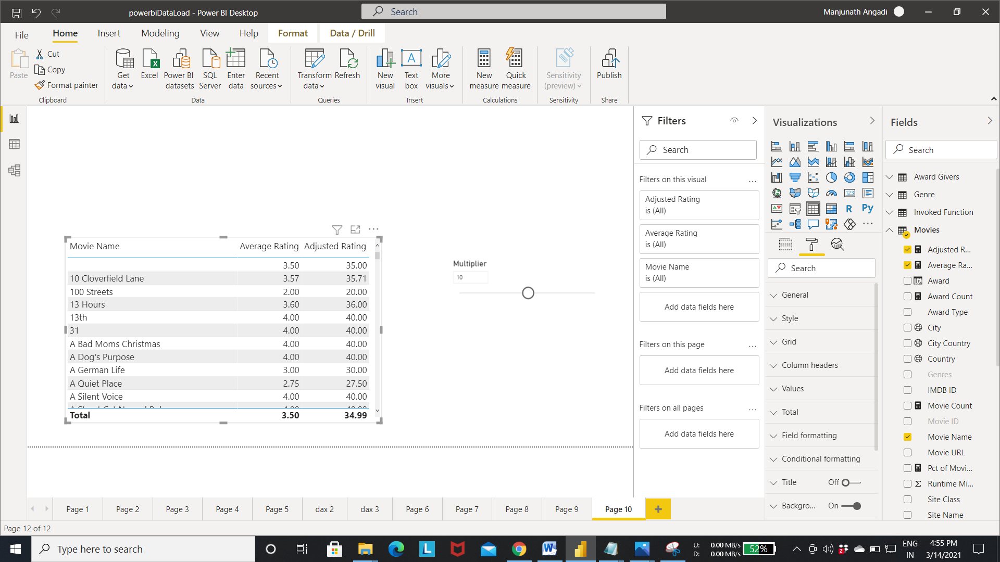 powerbiDataLoad - Power BI Desktop
Search
Manjunath Angadi
File
Home
Insert
Modeling
View
Help
Format
Data / Drill
Paste
Cut
Copy
Format painter
Clipboard
Get data
Excel
Power BI datasets
SQL Server
Enter data
Recent sources
Data
Transform data
Refresh
Queries
New visual
Text box
More visuals
Insert
New measure
Quick measure
Calculations
Sensitivity (preview)
Sensitivity
Publish
Share
Movie Name Average Rating Adjusted Rating
3.50 35.00
10 Cloverfield Lane 3.57 35.71
100 Streets 2.00 20.00
13 Hours 3.60 36.00
13th 4.00 40.00
31 4.00 40.00
A Bad Moms Christmas 4.00 40.00
A Dog's Purpose 4.00 40.00
A German Life 3.00 30.00
A Quiet Place 2.75 27.50
A Silent Voice 4.00 40.00
Total 3.50 34.99
Multiplier
10
Filters
Search
Filters on this visual ...
Adjusted Rating
is (All)
Average Rating
is (All)
Movie Name
is (All)
Add data fields here
Filters on this page ...
Add data fields here
Filters on all pages ...
Add data fields here
Visualizations
123
R
Py
...
Search
General
Style
Grid
Column headers
Values
Total
Field formatting
Conditional formatting
Title Off
Backgro... On
Fields
Search
Award Givers
Genre
Invoked Function
Movies
Adjusted R...
Average Ra...
Award
Award Count
Award Type
City
City Country
Country
Genres
IMDB ID
Movie Count
Movie ID
Movie Name
Movie URL
Pct of Movi...
Runtime Mi...
Site Class
Site Name
Page 1
Page 2
Page 3
Page 4
Page 5
dax 2
dax 3
Page 6
Page 7
Page 8
Page 9
Page 10
+
Page 12 of 12
Type here to search
U: 0.00 MB/s
D: 0.00 MB/s
52%
2
ENG
IN
4:55 PM
3/14/2021